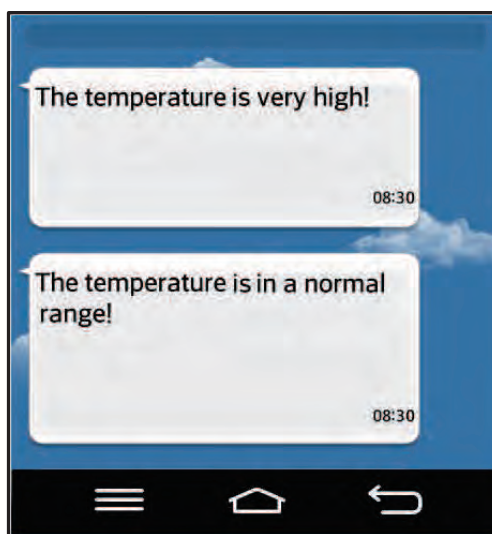 The temperature is very high!
08:30
The temperature is in a normal
range!
08:30